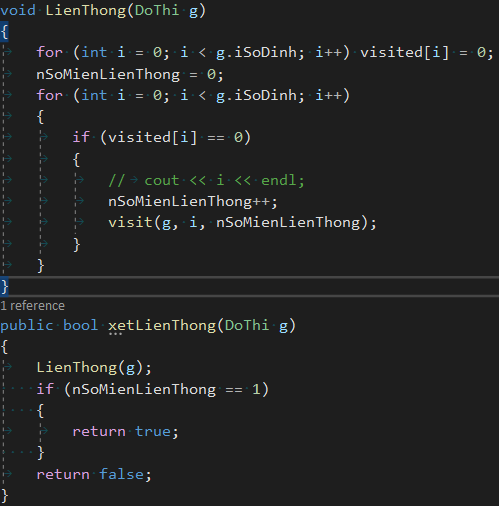 void LienThong(DoThi g)
{
    for (int i = 0; i < g.iSoDinh; i++) visited[i] = 0;
    nSoMienLienThong = 0;
    for (int i = 0; i < g.iSoDinh; i++)
    {
        if (visited[i] == 0)
        {
            //  cout << i << endl;
            nSoMienLienThong++;
            visit(g, i, nSoMienLienThong);
        }
    }
}
1 reference
public bool xetLienThong(DoThi g)
{
    LienThong(g);
    if (nSoMienLienThong == 1)
    {
        return true;
    }
    return false;
}